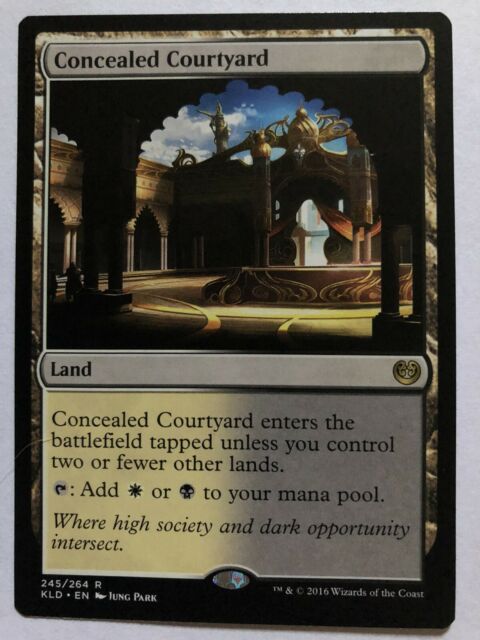 Concealed Courtyard
Land
Concealed Courtyard enters the
battlefield tapped unless you control
two or fewer other lands.
: Add or to your mana pool.
Where high society and dark opportunity
intersect.
245/264 R
KLD • EN Jung Park
™ & © 2016 Wizards of the Coast